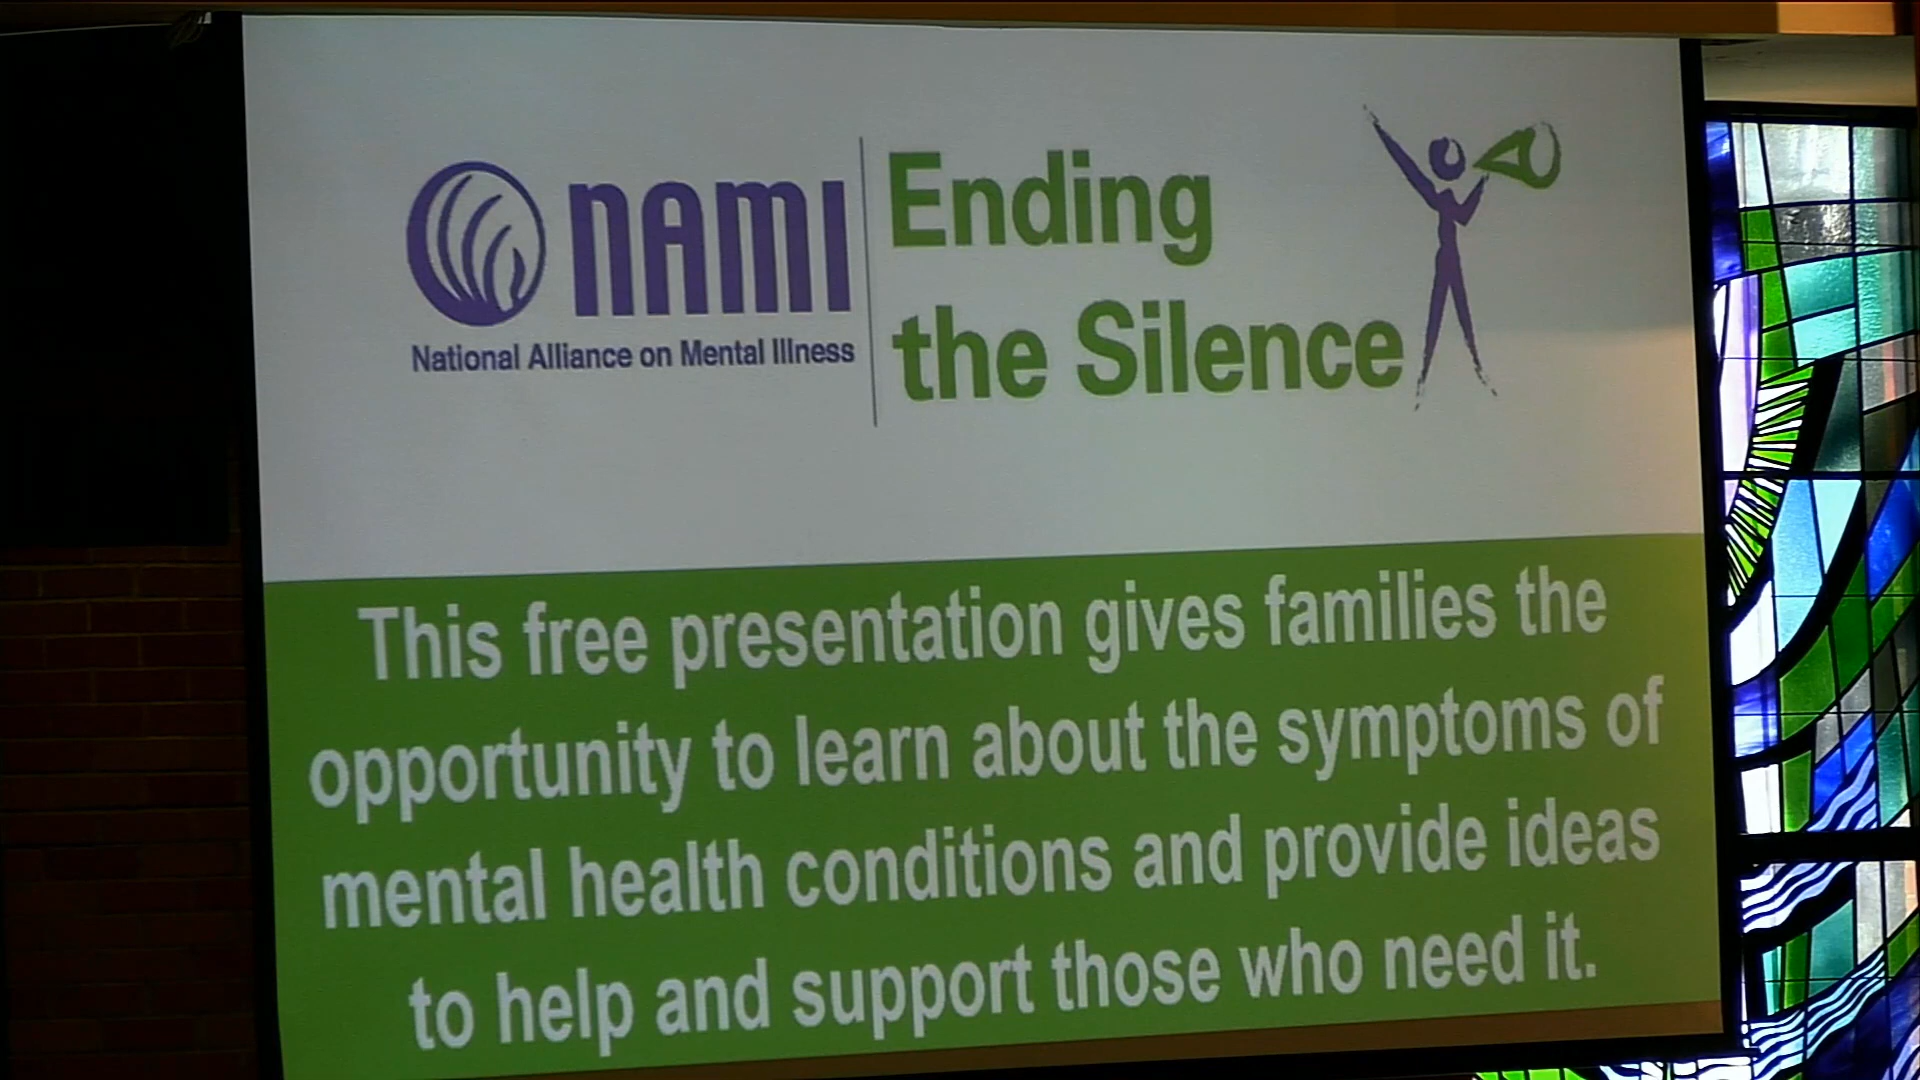 NAMI
National Alliance on Mental Illness
Ending
the Silence
This free presentation gives families the
opportunity to learn about the symptoms of
mental health conditions and provide ideas
to help and support those who need it.